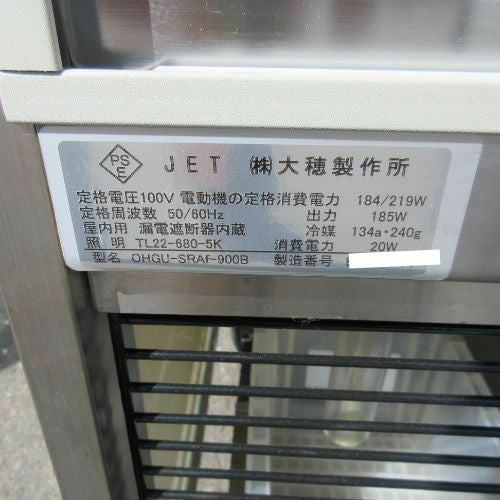 PS E JET ㈱大穂製作所
定格電圧100V 電動機の定格消費電力 184/219W
定格周波数 50/60Hz 出力 185W
屋内用 漏電遮断器内蔵 冷媒 134a・240g
照 明 TL22-680-5K 消費電力 20W
型名 OHGU-SRAf-900B 製造番号